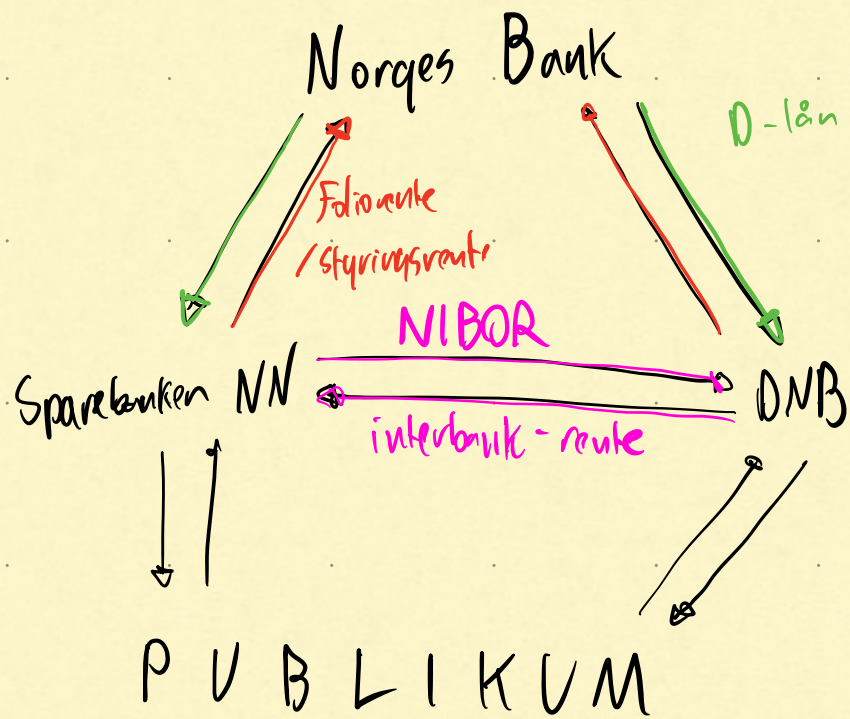 Norges Bank
D-lån
Foliorente
/styringsrente
NIBOR
Sparebanken NN
DNB
interbank-rente
PUBLIKUM